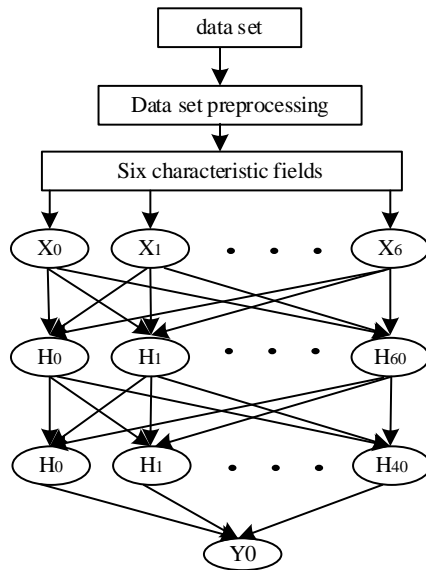 data set
Data set preprocessing
Six characteristic fields
X0 X1 . . . X6
H0 H1 . . . H60
H0 H1 . . . H40
Y0